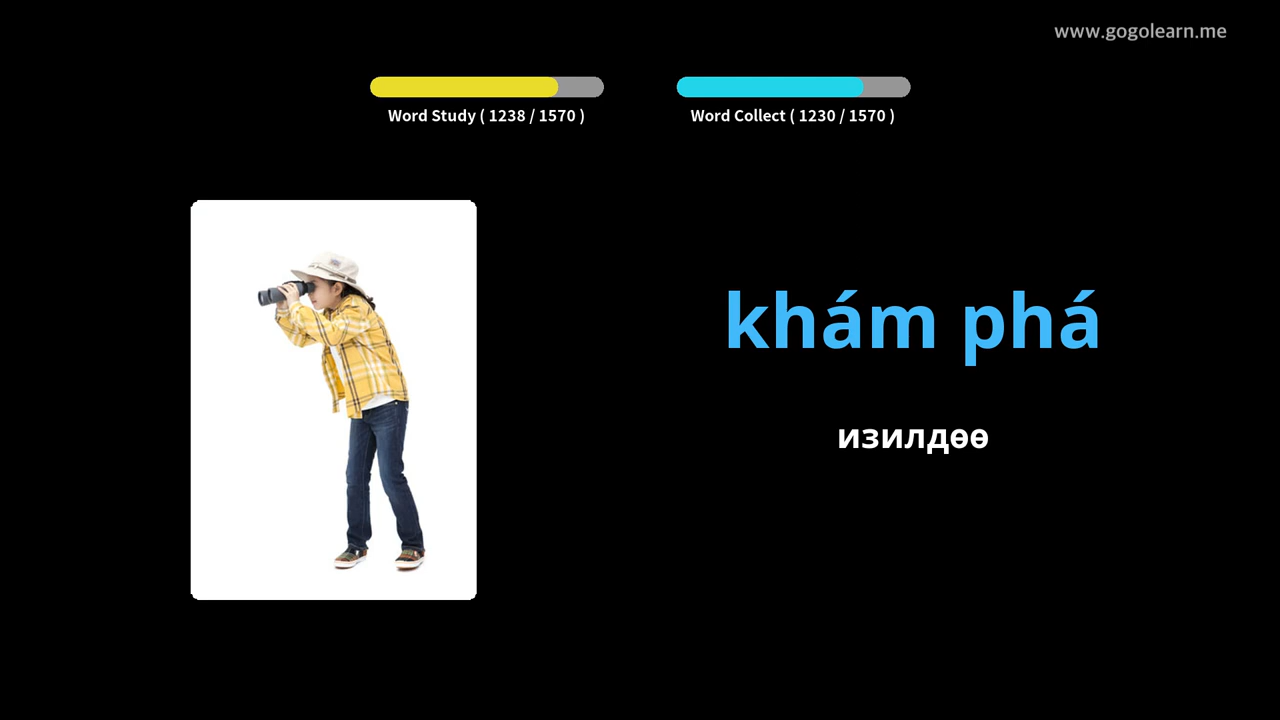 www.gogolearn.me
Word Study ( 1238 / 1570 )
Word Collect ( 1230 / 1570 )
khám phá
изилдөө